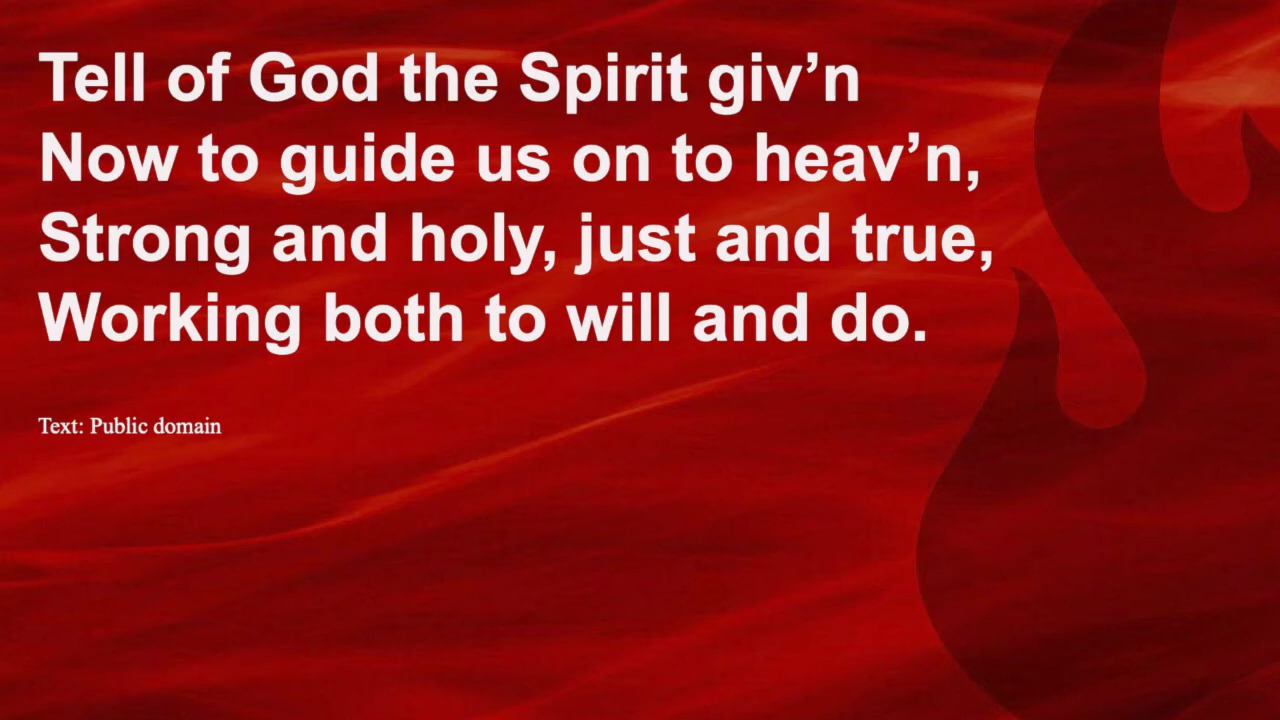 Tell of God the Spirit giv’n
Now to guide us on to heav’n,
Strong and holy, just and true,
Working both to will and do.
Text: Public domain